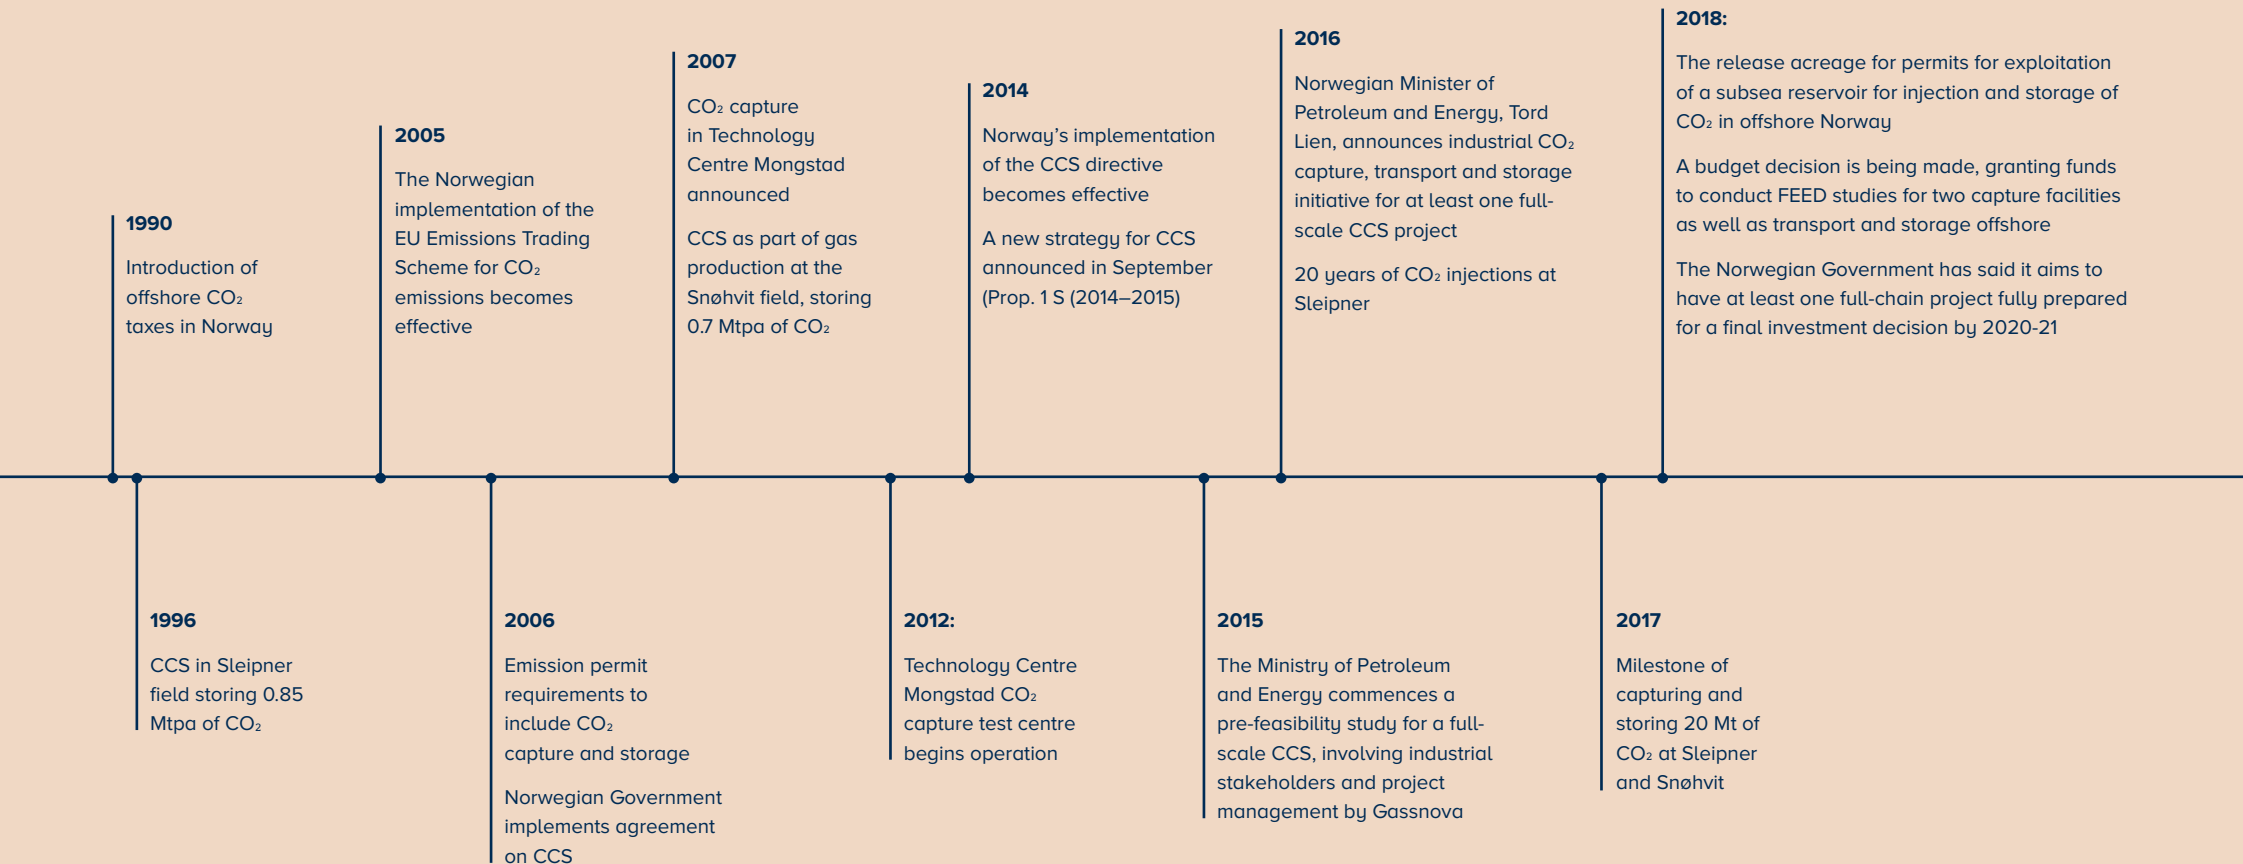 1990
Introduction of
offshore CO₂
taxes in Norway
1996
CCS in Sleipner
field storing 0.85
Mtpa of CO₂
2005
The Norwegian
implementation of the
EU Emissions Trading
Scheme for CO₂
emissions becomes
effective
2006
Emission permit
requirements to
include CO₂
capture and storage
Norwegian Government
implements agreement
on CCS
2007
CO₂ capture
in Technology
Centre Mongstad
announced
CCS as part of gas
production at the
Snøhvit field, storing
0.7 Mtpa of CO₂
2012:
Technology Centre
Mongstad CO₂
capture test centre
begins operation
2014
Norway’s implementation
of the CCS directive
becomes effective
A new strategy for CCS
announced in September
(Prop. 1 S (2014–2015)
2015
The Ministry of Petroleum
and Energy commences a
pre-feasibility study for a full-
scale CCS, involving industrial
stakeholders and project
management by Gassnova
2016
Norwegian Minister of
Petroleum and Energy, Tord
Lien, announces industrial CO₂
capture, transport and storage
initiative for at least one full-
scale CCS project
20 years of CO₂ injections at
Sleipner
2017
Milestone of
capturing and
storing 20 Mt of
CO₂ at Sleipner
and Snøhvit
2018:
The release acreage for permits for exploitation
of a subsea reservoir for injection and storage of
CO₂ in offshore Norway
A budget decision is being made, granting funds
to conduct FEED studies for two capture facilities
as well as transport and storage offshore
The Norwegian Government has said it aims to
have at least one full-chain project fully prepared
for a final investment decision by 2020-21